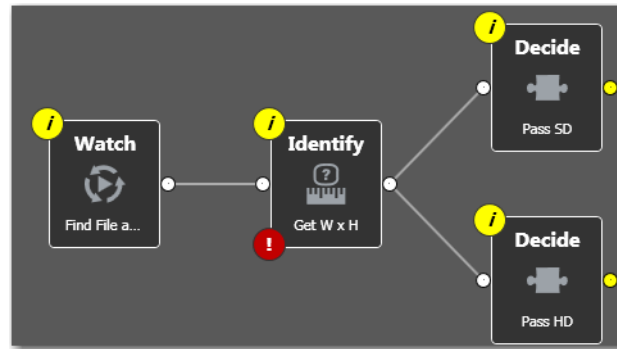 i
Decide
Pass SD
i
Watch
Find File a...
i
Identify
?
Get W x H
!
i
Decide
Pass HD